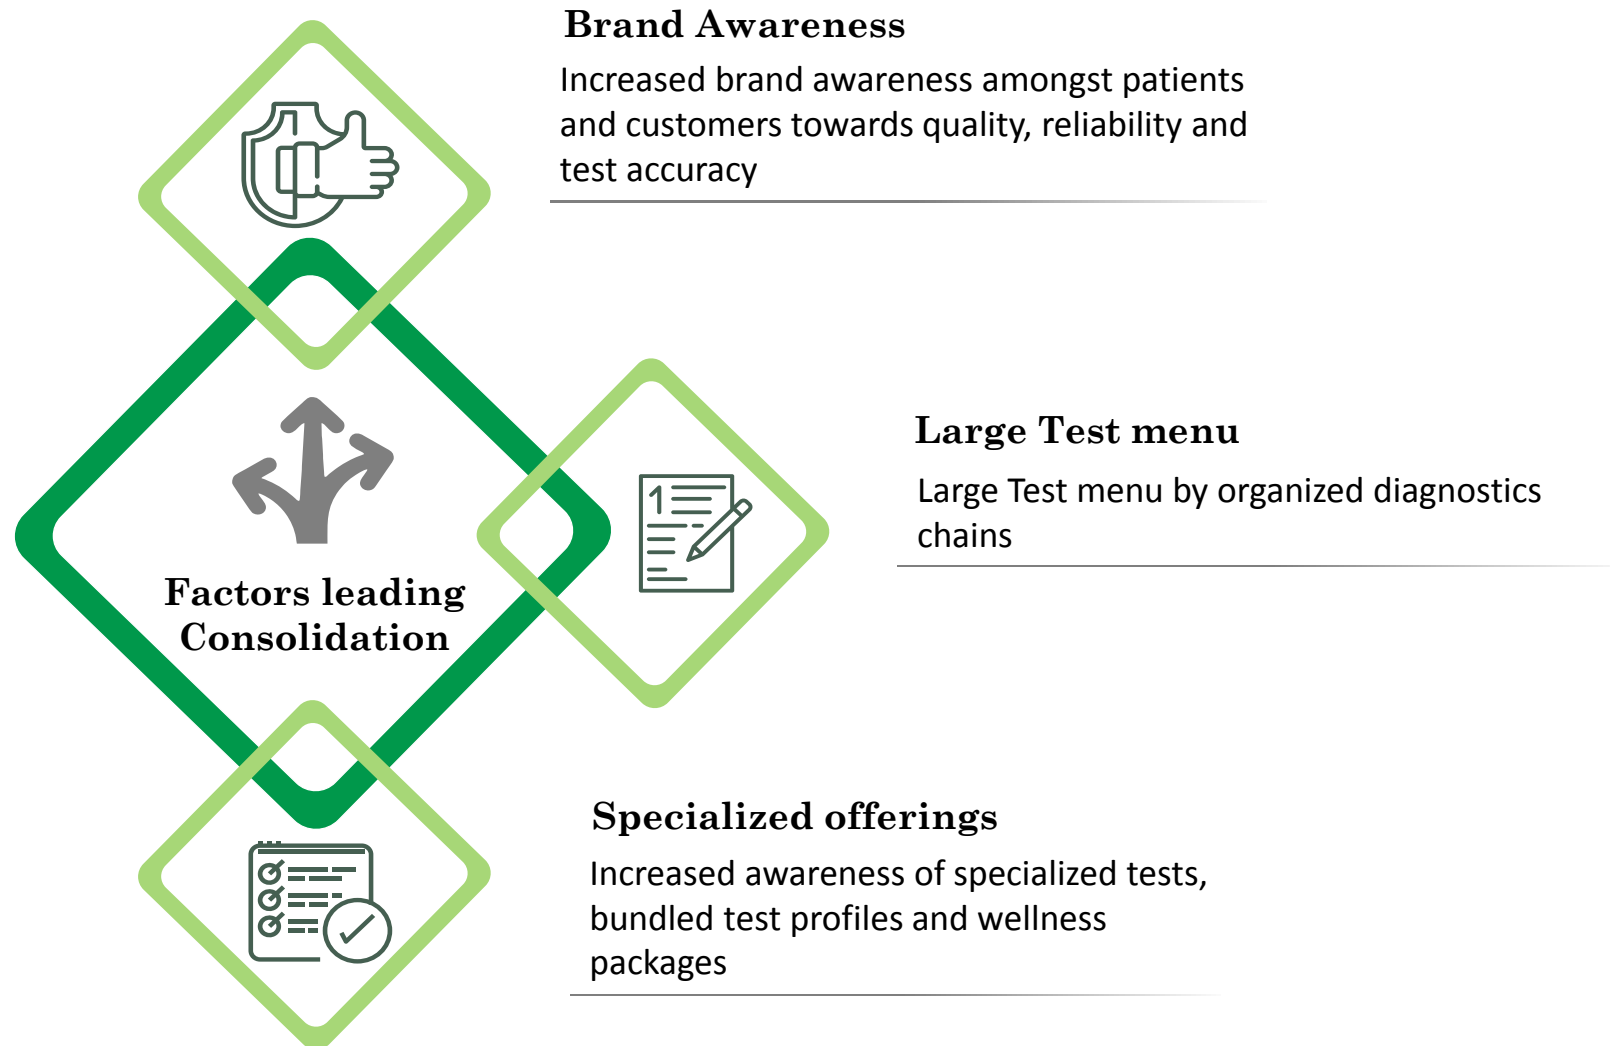 Brand Awareness
Increased brand awareness amongst patients
and customers towards quality, reliability and
test accuracy
Large Test menu
Large Test menu by organized diagnostics
chains
1
Factors leading
Consolidation
Specialized offerings
Increased awareness of specialized tests,
bundled test profiles and wellness
packages